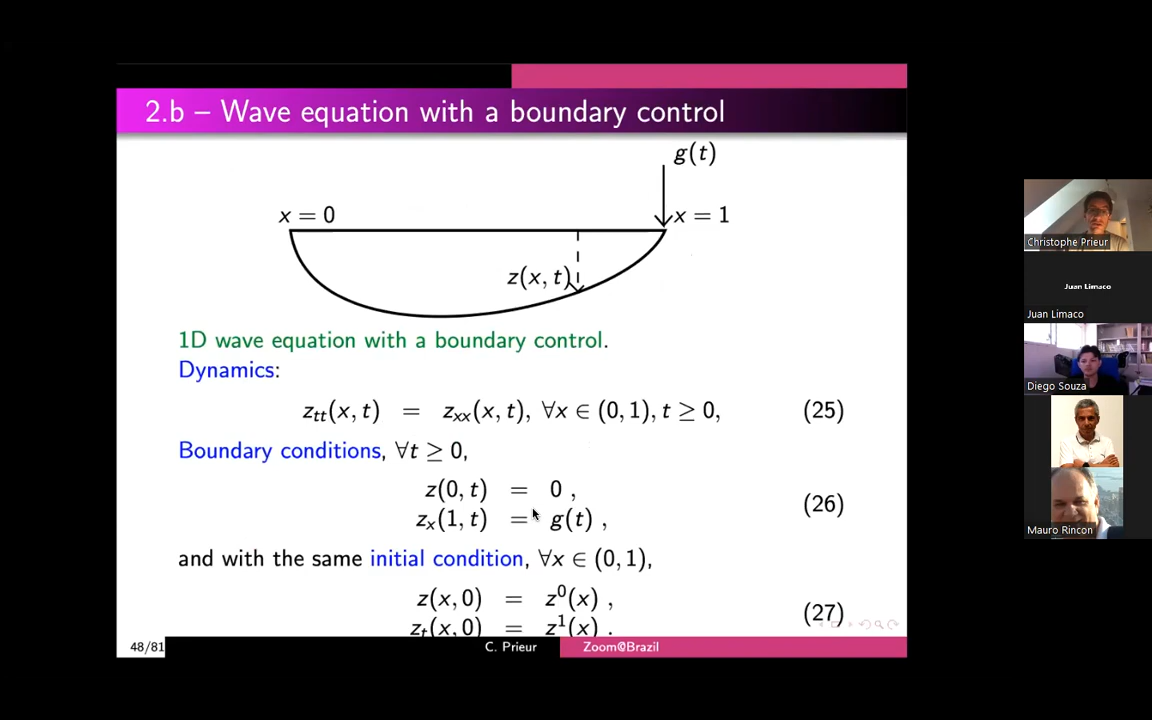 2.b – Wave equation with a boundary control
g(t)
x = 0
x = 1
z(x, t)
1D wave equation with a boundary control.
Dynamics:
z_tt(x, t) = z_xx(x, t), ∀x ∈ (0, 1), t ≥ 0, (25)
Boundary conditions, ∀t ≥ 0,
z(0, t) = 0 ,
z_x(1, t) = g(t) ,
(26)
and with the same initial condition, ∀x ∈ (0, 1),
z(x, 0) = z⁰(x) ,
z_t(x, 0) = z¹(x) .
(27)
48/81 C. Prieur Zoom@Brazil
Christophe Prieur
Juan Limaco
Juan Limaco
Diego Souza
Mauro Rincon